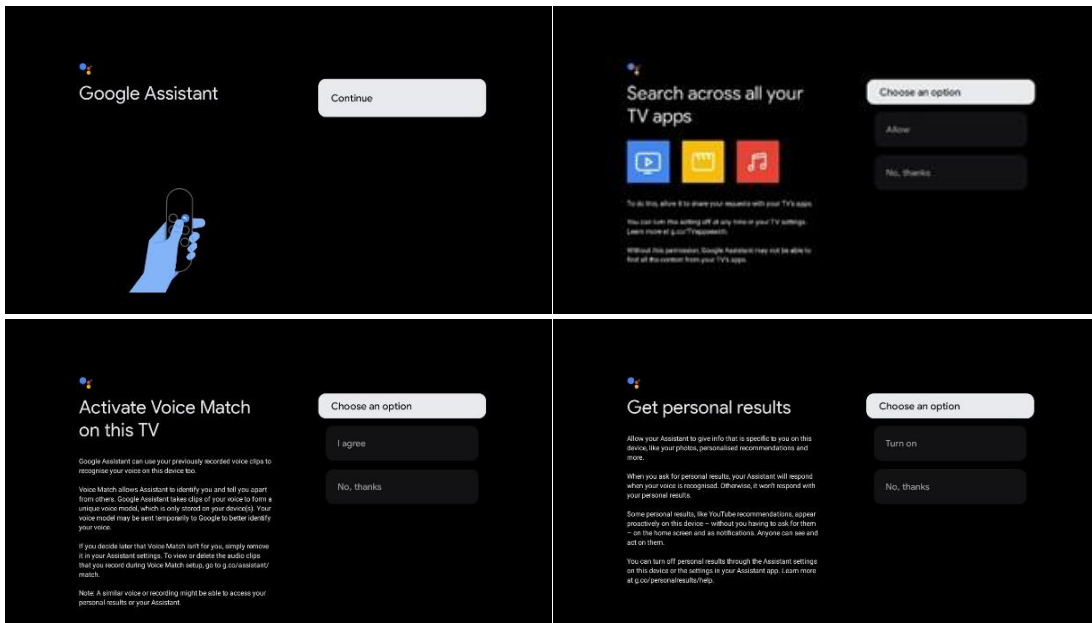 Google Assistant
Continue
Search across all your
TV apps
Choose an option
Allow
No, thanks
To do this, allow it to share your requests with your TV's apps
You can turn this setting off at any time in your TV settings.
Learn more at g.co/TVappsearch
Without this permission, Google Assistant may not be able to
find all the content from your TV's apps.
Activate Voice Match
on this TV
Google Assistant can use your previously recorded voice clips to
recognise your voice on this device too.
Voice Match allows Assistant to identify you and tell you apart
from others. Google Assistant takes clips of your voice to form a
unique voice model, which is only stored on your device(s). Your
voice model may be sent temporarily to Google to better identify
your voice.
If you decide later that Voice Match isn't for you, simply remove
it in your Assistant settings. To view or delete the audio clips
that you record during Voice Match setup, go to g.co/assistant/
match.
Note: A similar voice or recording might be able to access your
personal results or your Assistant.
Choose an option
I agree
No, thanks
Get personal results
Allow your Assistant to give info that is specific to you on this
device, like your photos, personalised recommendations and
more.
When you ask for personal results, your Assistant will respond
when your voice is recognised. Otherwise, it won't respond with
your personal results.
Some personal results, like YouTube recommendations, appear
proactively on this device – without you having to ask for them
– on the home screen and as notifications. Anyone can see and
act on them.
You can turn off personal results through the Assistant settings
on this device or the settings in your Assistant app. Learn more
at g.co/personalresults/help.
Choose an option
Turn on
No, thanks